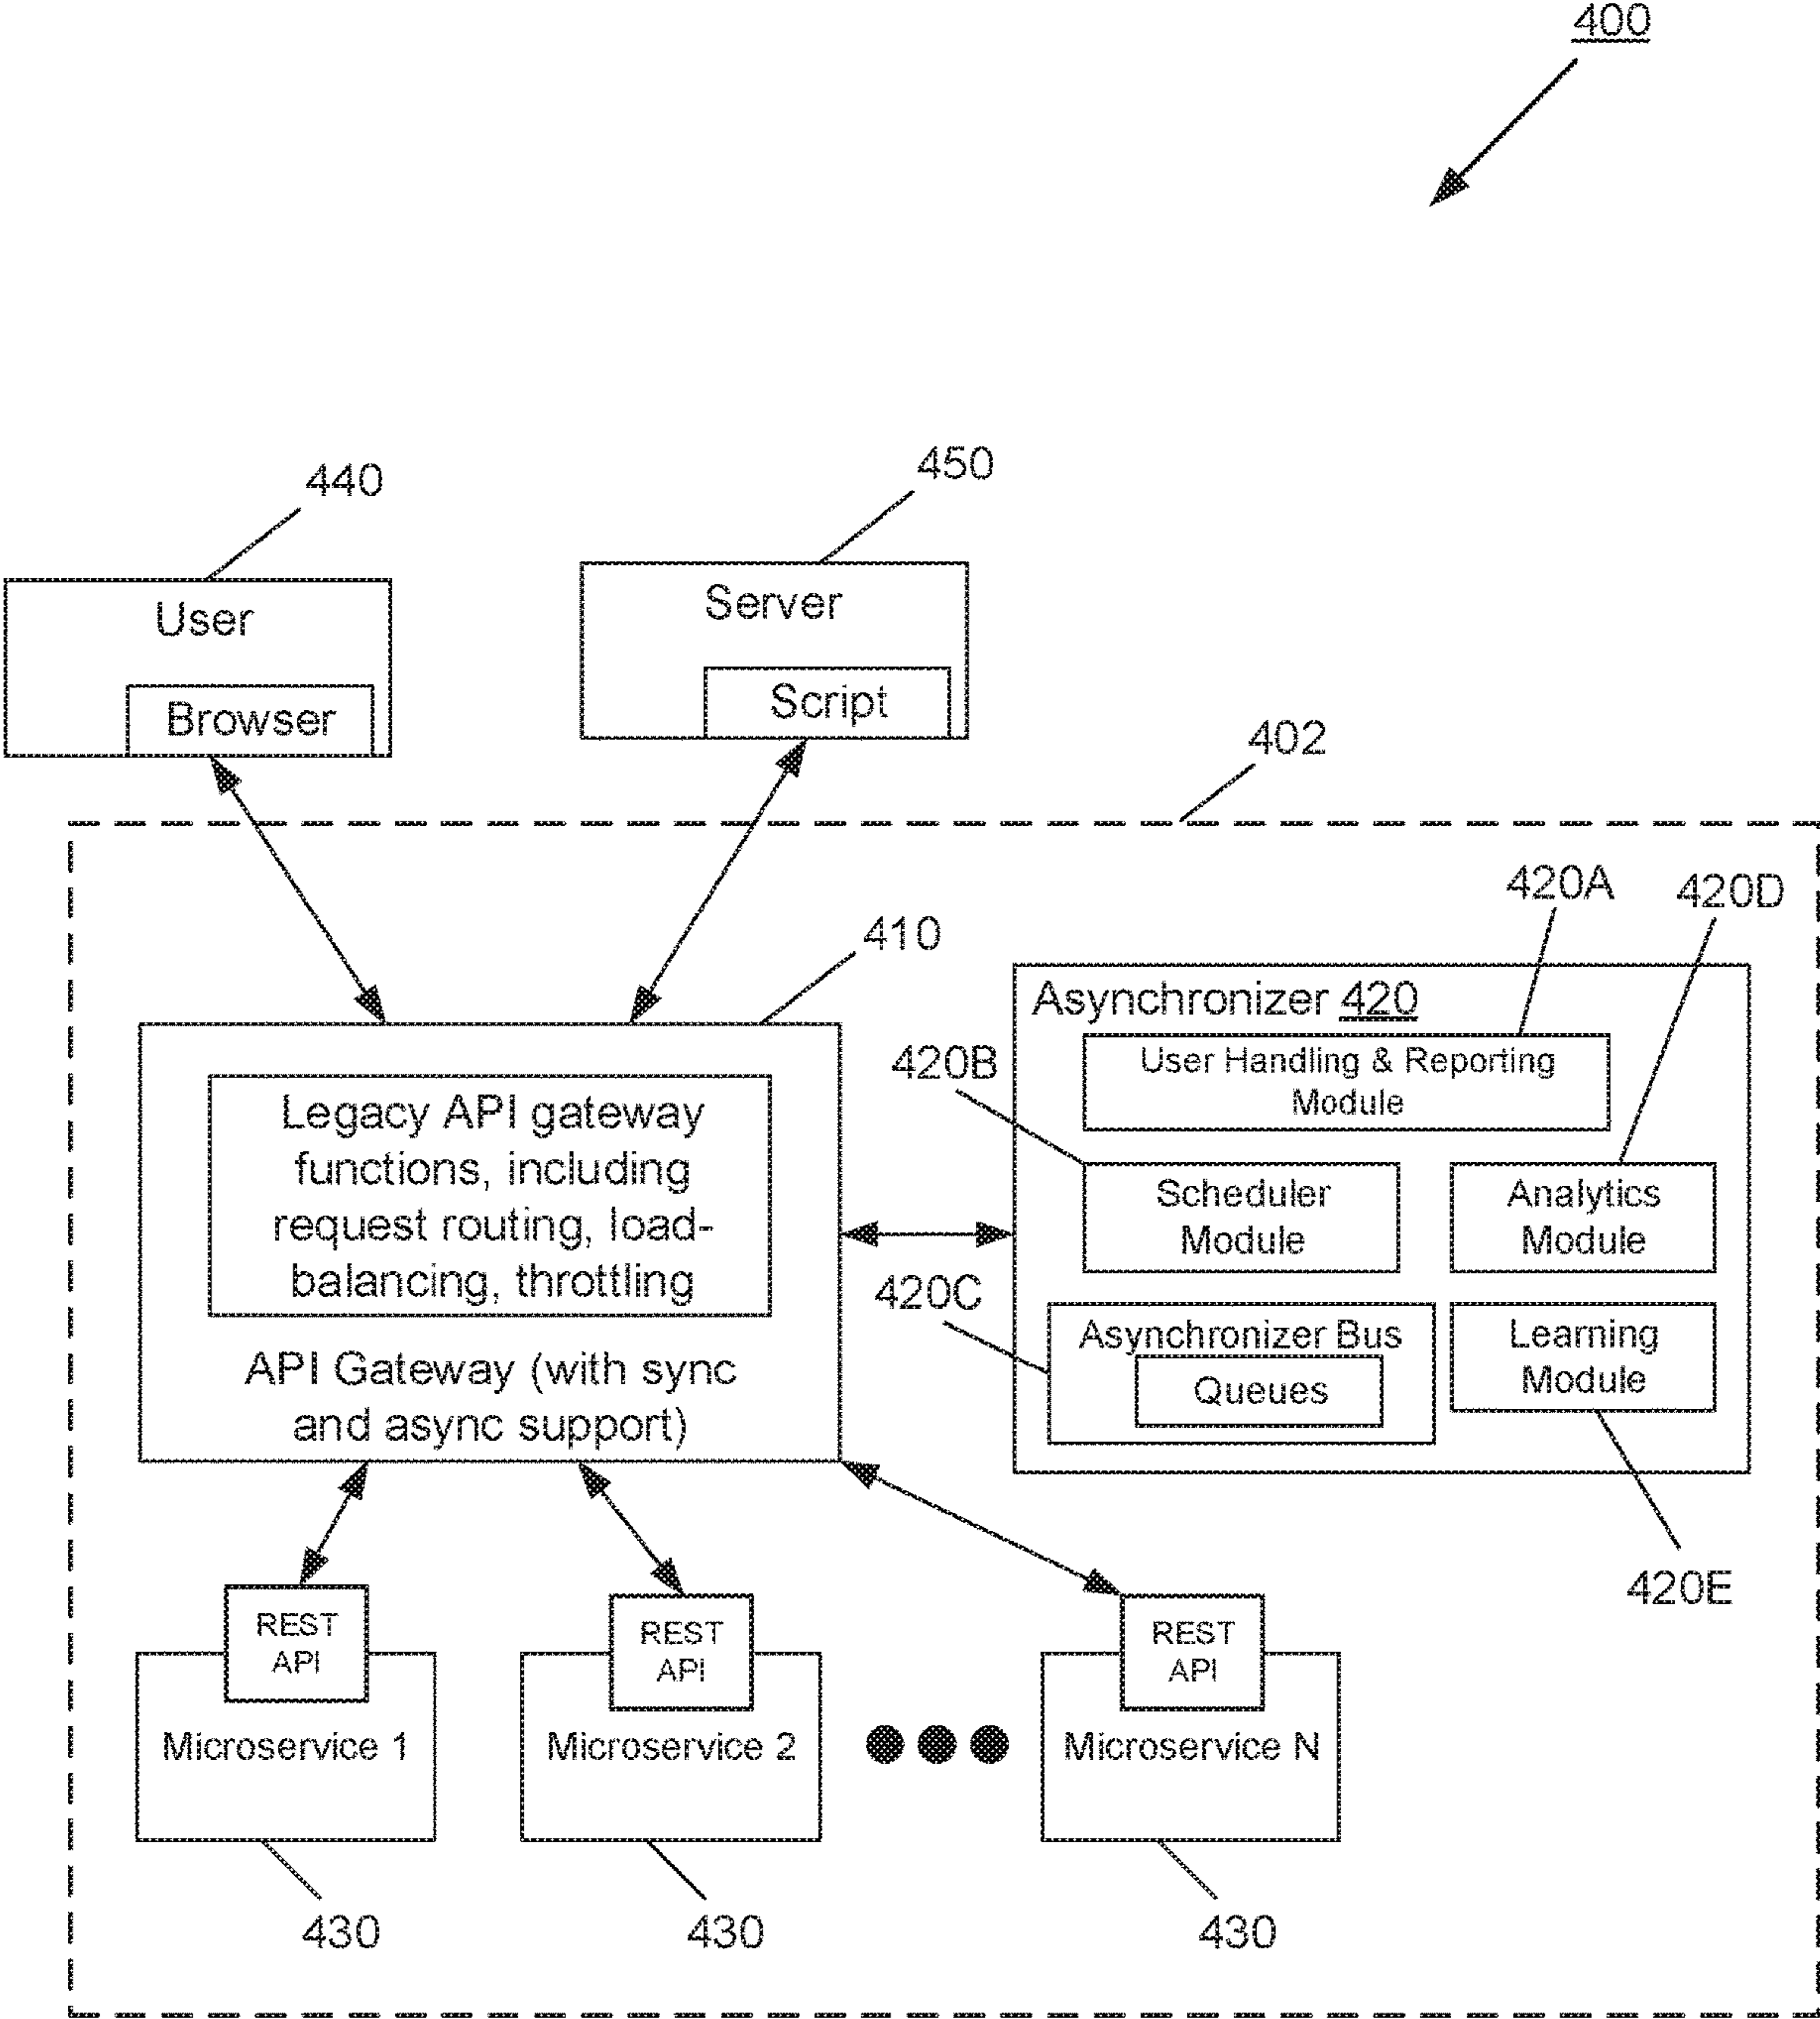 400
440
450
User
Browser
Server
Script
402
420A
420D
410
Asynchronizer 420
420B
User Handling & Reporting
Module
Legacy API gateway
functions, including
request routing, load-
balancing, throttling
Scheduler
Module
Analytics
Module
420C
API Gateway (with sync
and async support)
Asynchronizer Bus
Queues
Learning
Module
420E
REST
API
REST
API
REST
API
Microservice 1
Microservice 2
Microservice N
430
430
430